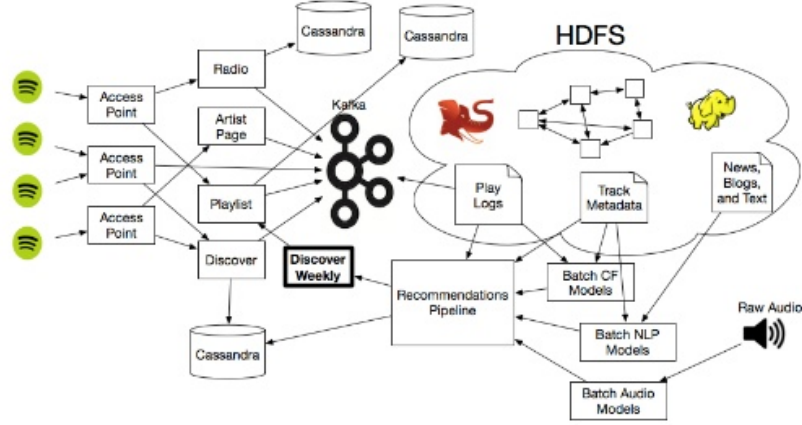 Cassandra
Cassandra
HDFS
Radio
Kafka
Access
Point
Artist
Page
Access
Point
Playlist
Play
Logs
Track
Metadata
News,
Blogs,
and Text
Access
Point
Discover
Discover
Weekly
Recommendations
Pipeline
Batch CF
Models
Raw Audio
Batch NLP
Models
Cassandra
Batch Audio
Models